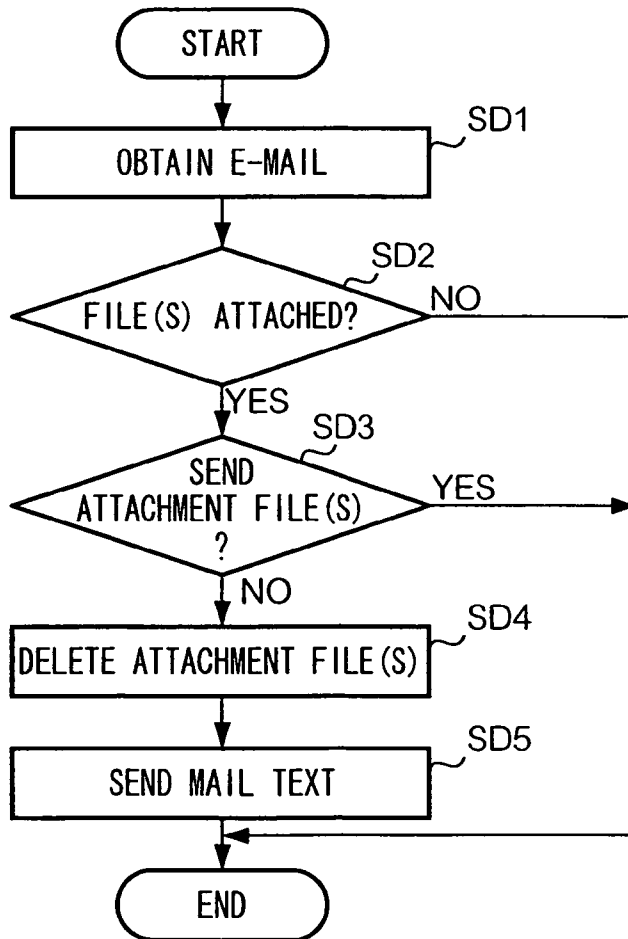 START
SD1
OBTAIN E-MAIL
SD2
FILE(S) ATTACHED?
NO
YES
SD3
SEND
ATTACHMENT FILE(S)
?
YES
NO
SD4
DELETE ATTACHMENT FILE(S)
SD5
SEND MAIL TEXT
END